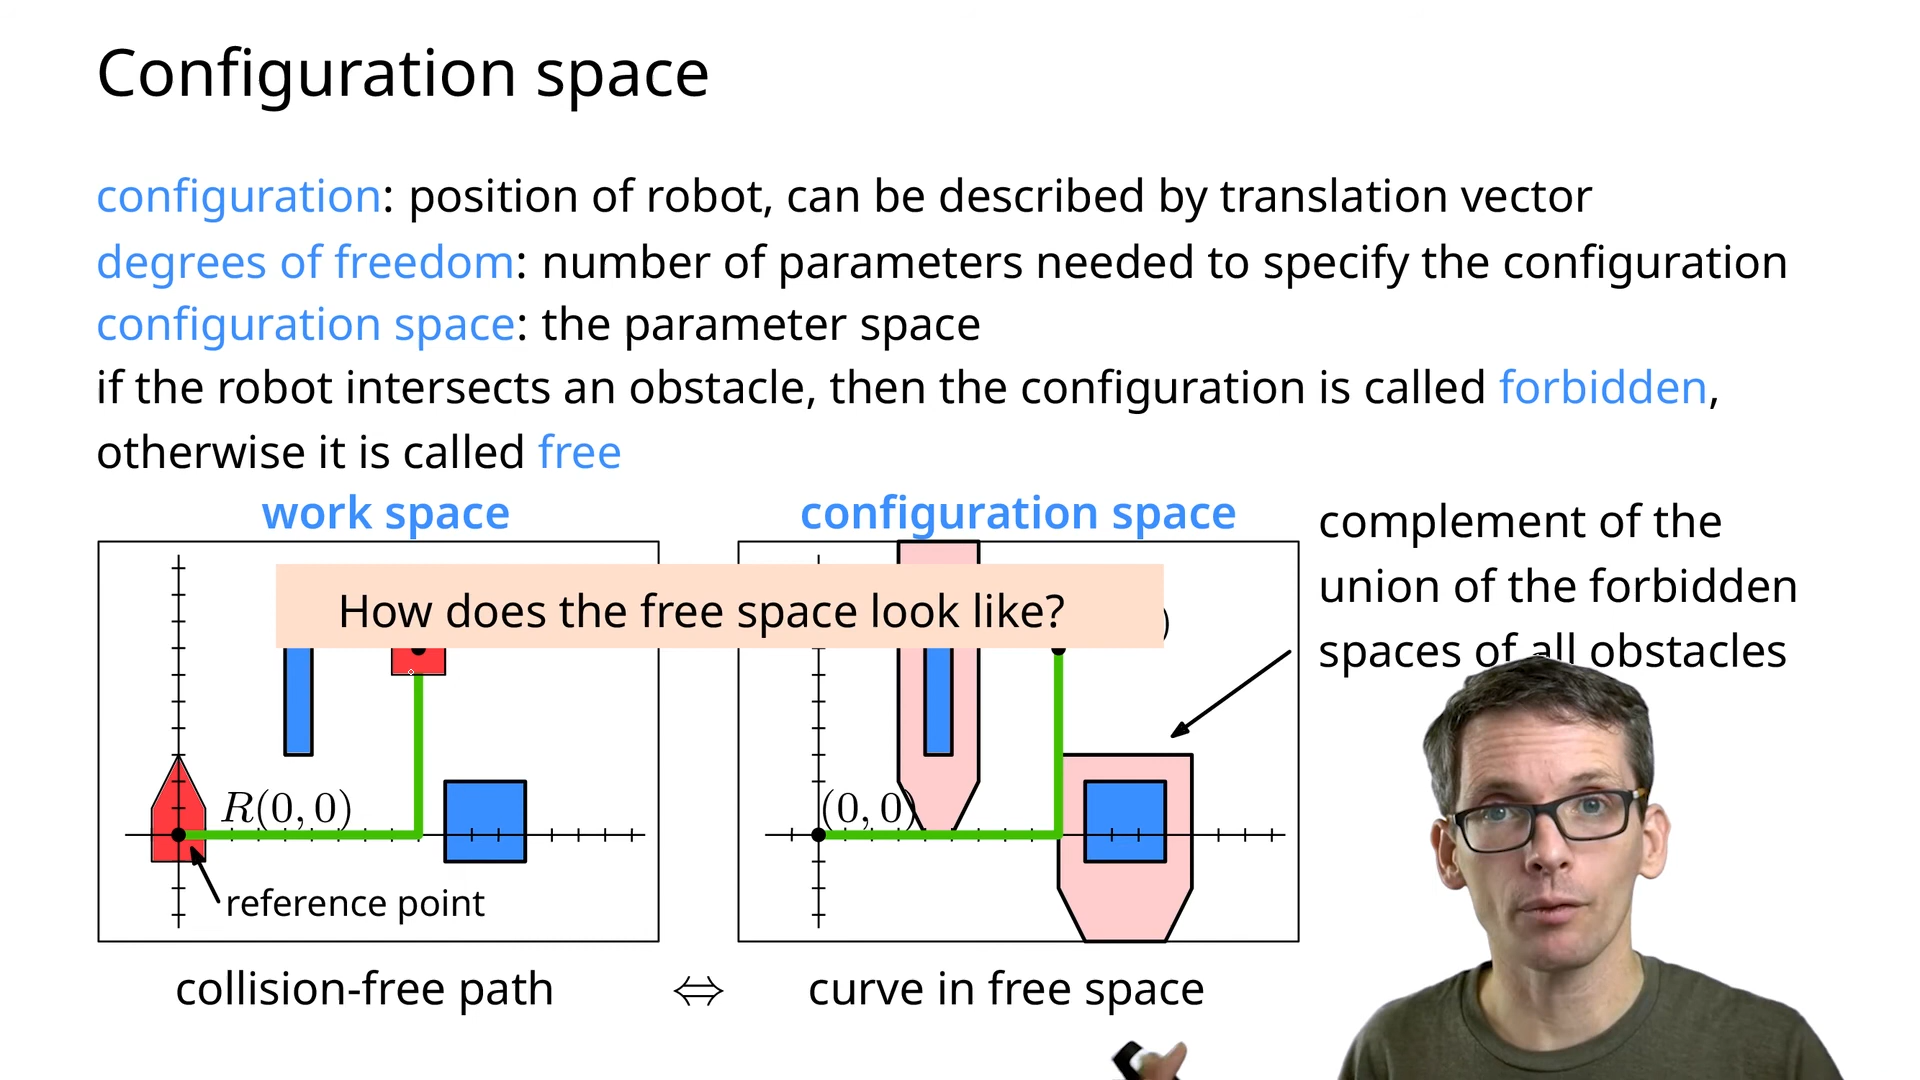 Configuration space
configuration: position of robot, can be described by translation vector
degrees of freedom: number of parameters needed to specify the configuration
configuration space: the parameter space
if the robot intersects an obstacle, then the configuration is called forbidden,
otherwise it is called free
work space
configuration space
complement of the
union of the forbidden
spaces of all obstacles
How does the free space look like?
)
R(0, 0)
(0, 0)
reference point
collision-free path ⇔ curve in free space